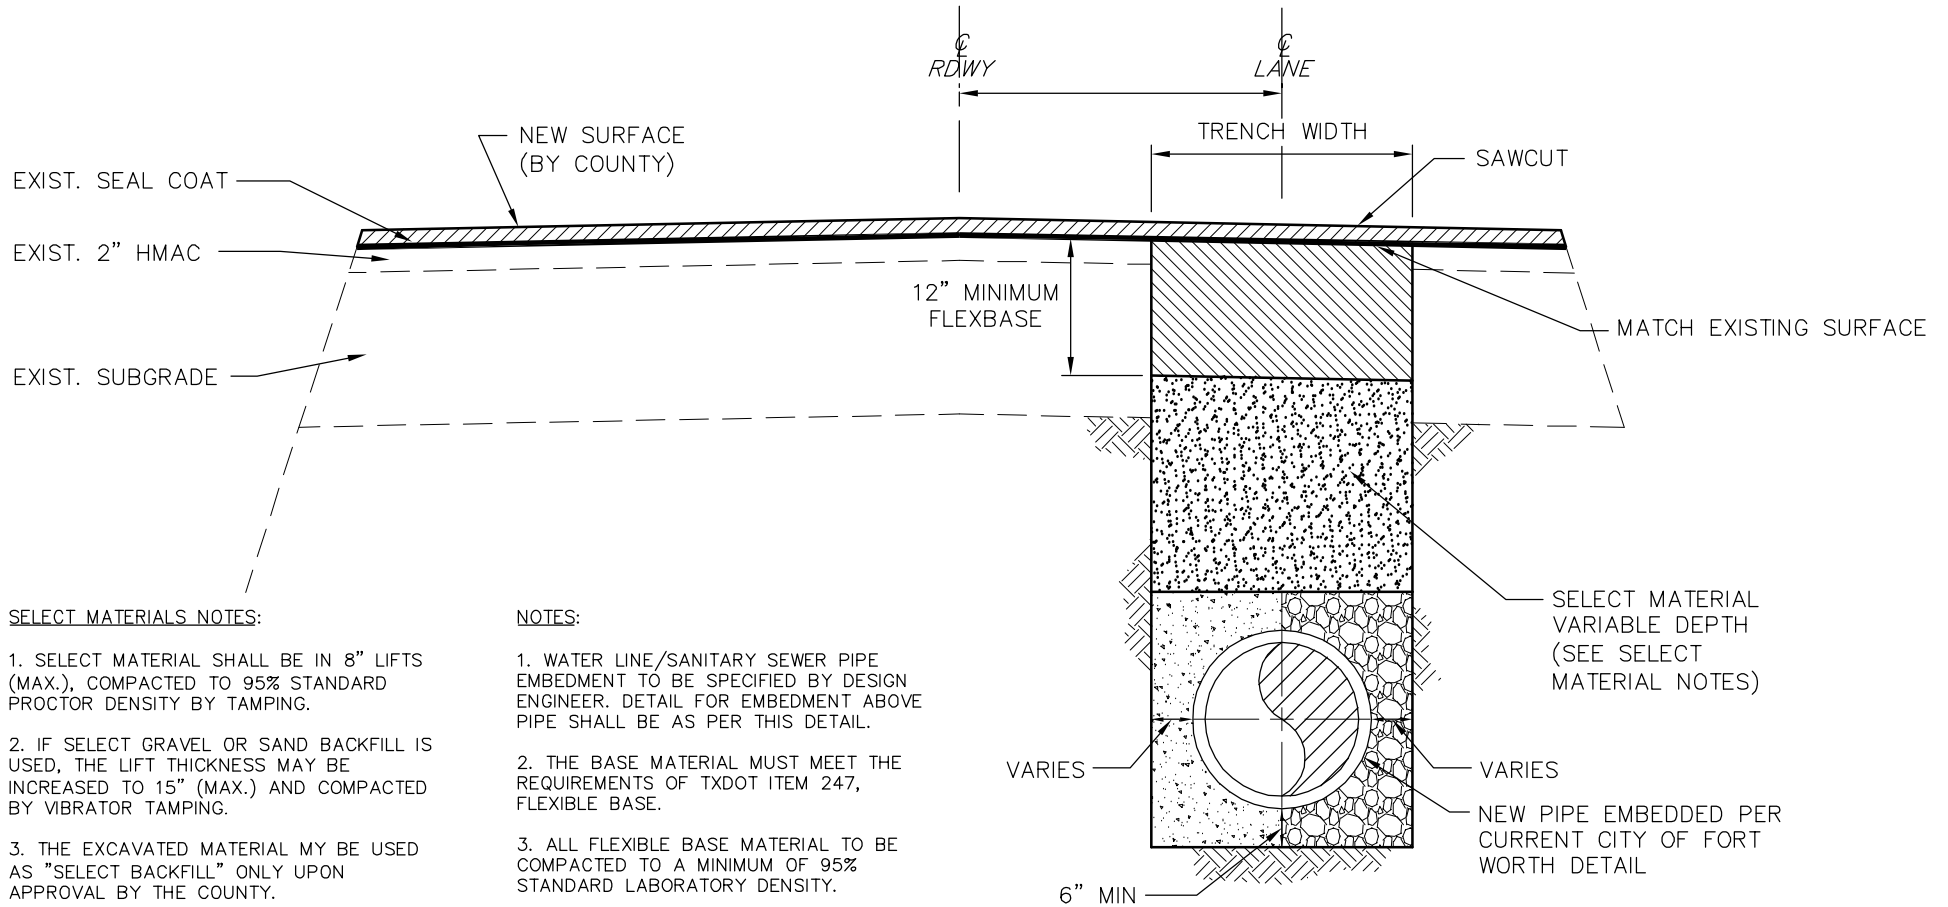 ℄
RDWY
℄
LANE
TRENCH WIDTH
NEW SURFACE
(BY COUNTY)
SAWCUT
EXIST. SEAL COAT
EXIST. 2" HMAC
12" MINIMUM
FLEXBASE
MATCH EXISTING SURFACE
EXIST. SUBGRADE
SELECT MATERIAL
VARIABLE DEPTH
(SEE SELECT
MATERIAL NOTES)
SELECT MATERIALS NOTES:
1. SELECT MATERIAL SHALL BE IN 8" LIFTS
(MAX.), COMPACTED TO 95% STANDARD
PROCTOR DENSITY BY TAMPING.
2. IF SELECT GRAVEL OR SAND BACKFILL IS
USED, THE LIFT THICKNESS MAY BE
INCREASED TO 15" (MAX.) AND COMPACTED
BY VIBRATOR TAMPING.
3. THE EXCAVATED MATERIAL MY BE USED
AS "SELECT BACKFILL" ONLY UPON
APPROVAL BY THE COUNTY.
NOTES:
1. WATER LINE/SANITARY SEWER PIPE
EMBEDMENT TO BE SPECIFIED BY DESIGN
ENGINEER. DETAIL FOR EMBEDMENT ABOVE
PIPE SHALL BE AS PER THIS DETAIL.
2. THE BASE MATERIAL MUST MEET THE
REQUIREMENTS OF TXDOT ITEM 247,
FLEXIBLE BASE.
3. ALL FLEXIBLE BASE MATERIAL TO BE
COMPACTED TO A MINIMUM OF 95%
STANDARD LABORATORY DENSITY.
VARIES
VARIES
NEW PIPE EMBEDDED PER
CURRENT CITY OF FORT
WORTH DETAIL
6" MIN